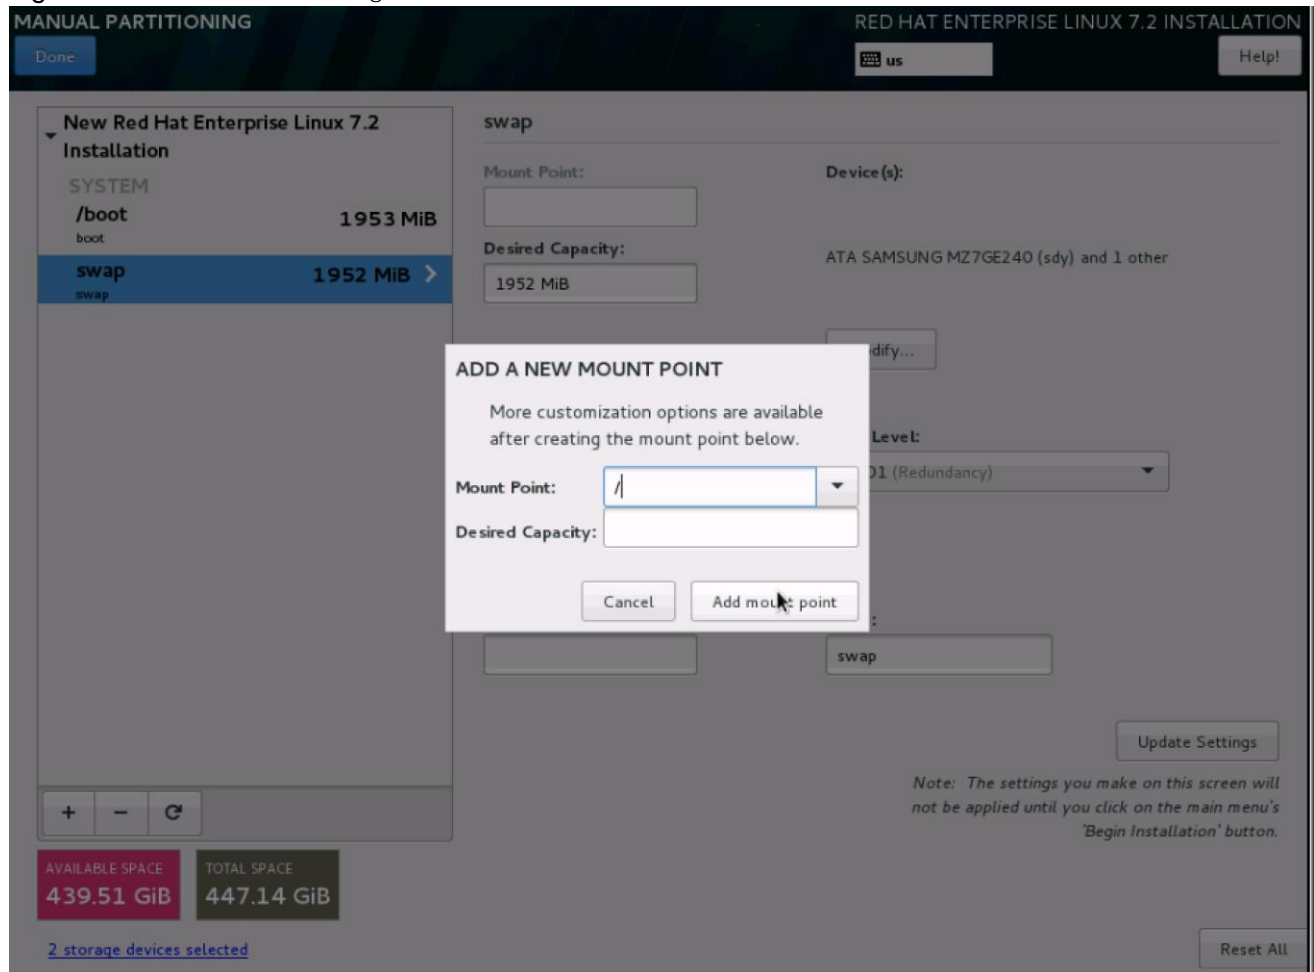 MANUAL PARTITIONING
RED HAT ENTERPRISE LINUX 7.2 INSTALLATION
Done
us
Help!
New Red Hat Enterprise Linux 7.2
Installation
SYSTEM
/boot
1953 MiB
boot
swap
1952 MiB
swap
swap
Mount Point:
Device(s):
Desired Capacity:
ATA SAMSUNG MZ7GE240 (sdy) and 1 other
1952 MiB
dify...
Level:
(Redundancy)
ADD A NEW MOUNT POINT
More customization options are available
after creating the mount point below.
Mount Point:
/
Desired Capacity:
Cancel
Add mount point
:
swap
Update Settings
Note: The settings you make on this screen will
not be applied until you click on the main menu's
'Begin Installation' button.
+ −
AVAILABLE SPACE
439.51 GiB
TOTAL SPACE
447.14 GiB
2 storage devices selected
Reset All